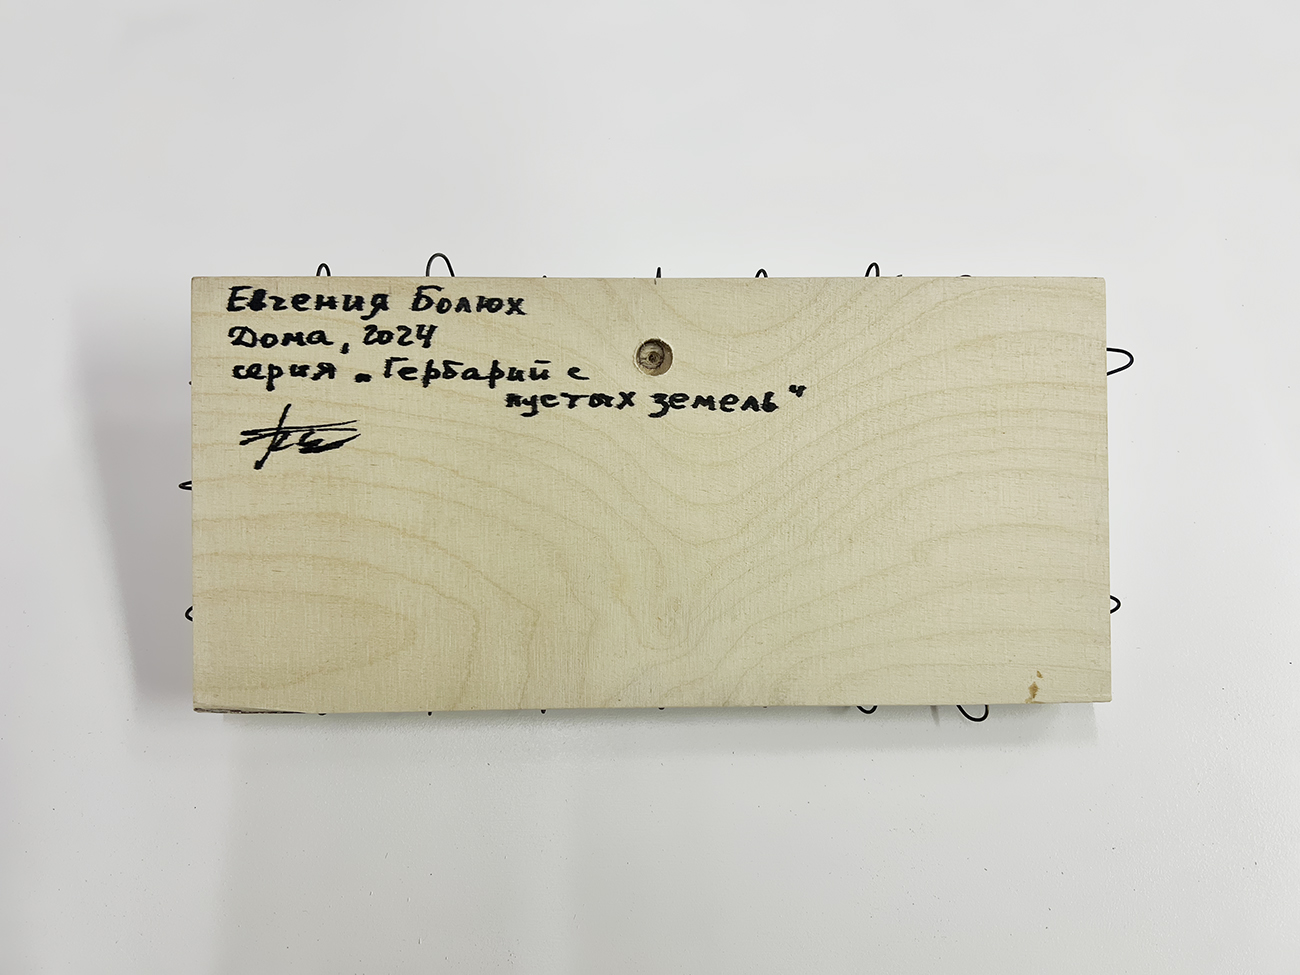 Евгения Болюх
Дома, 2024
серия „Гербарий с
пустых земель“